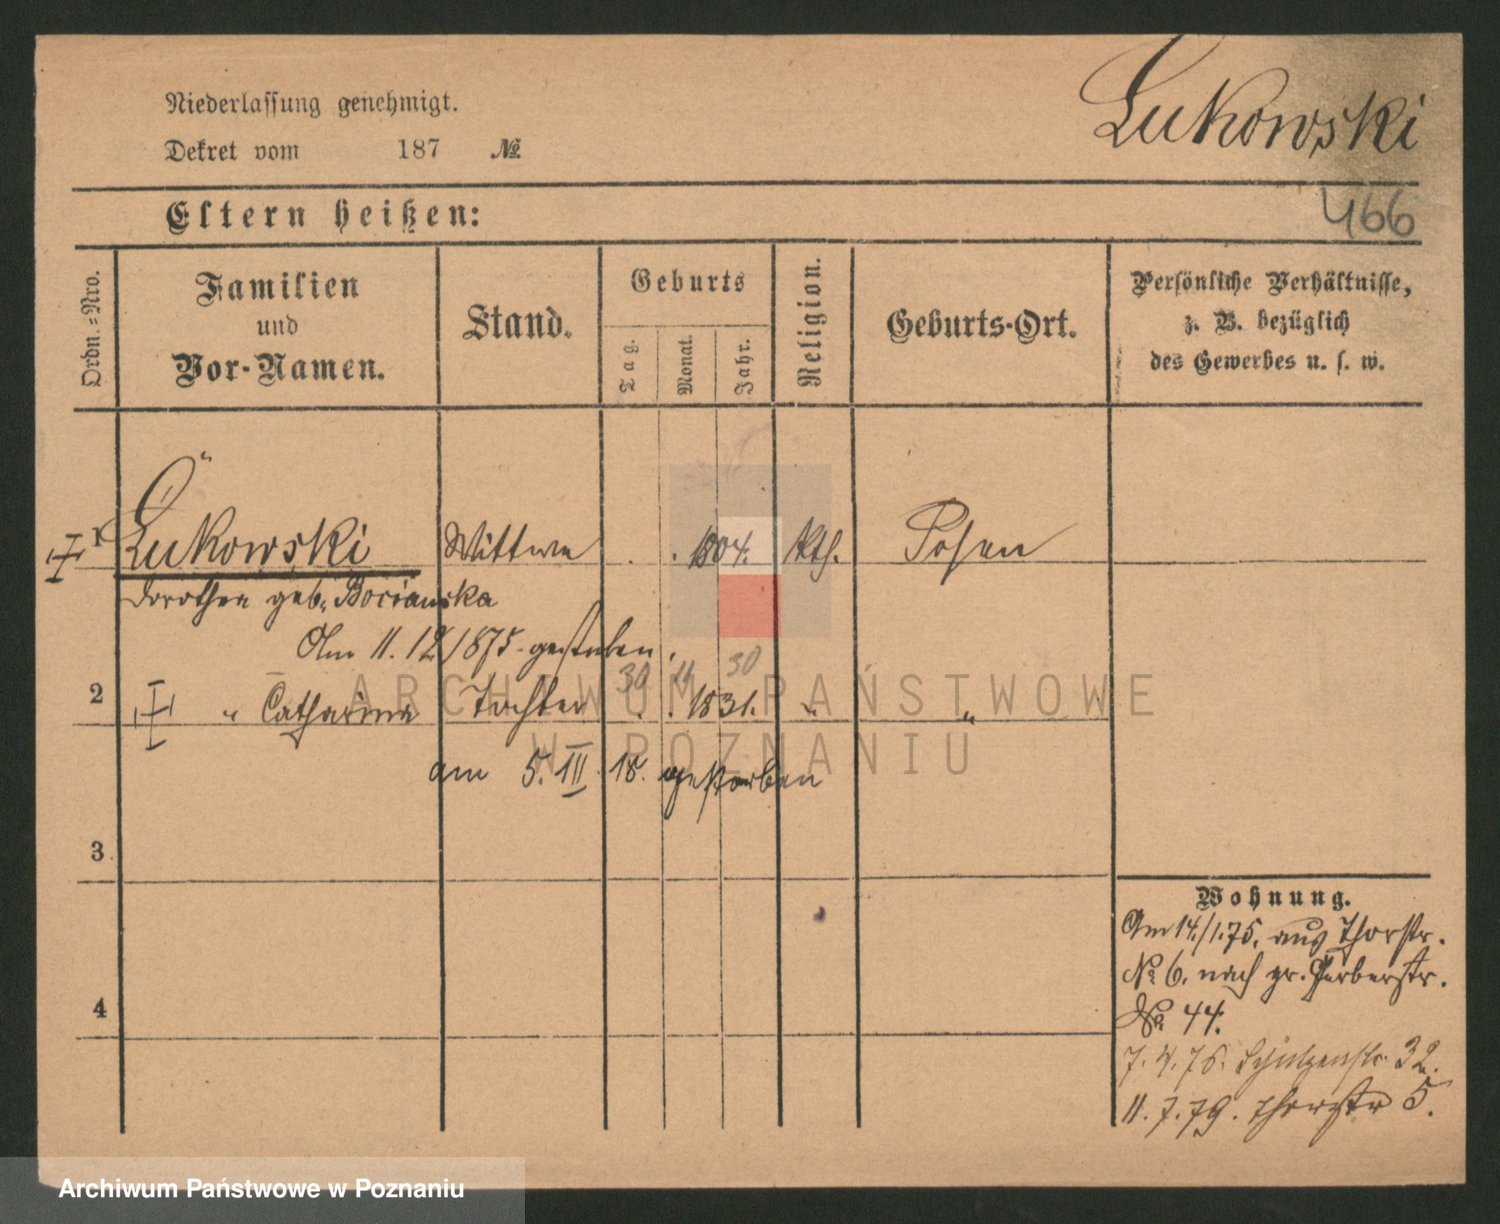 Lukowski
Niederlassung genehmigt.
Dekret vom 187 №
466
Eltern heißen:
Ordn.=Nro.
Familien
und
Vor-Namen.
Stand.
Geburts
Tag.
Monat.
Jahr.
Religion.
Geburts-Ort.
Persönliche Verhältnisse,
z. B. bezüglich
des Gewerbes u. s. w.
1 Lukowski Wittwe 1804. kth. Posen
Dorothea geb. Bocianska
Am 11. 12/1875 gestorben.
30 11 30
2 " Catharina Tochter 1831. " "
am 5. III. 18. gestorben
3
4
Wohnung.
Am 14./1.75. aus Thorstr.
№ 6. nach gr. Gerberstr.
№ 44.
7. 4. 76. Schützenstr. 32.
11. 7. 79. Thorstr 5.
ARCHIWUM PAŃSTWOWE
W POZNANIU
Archiwum Państwowe w Poznaniu